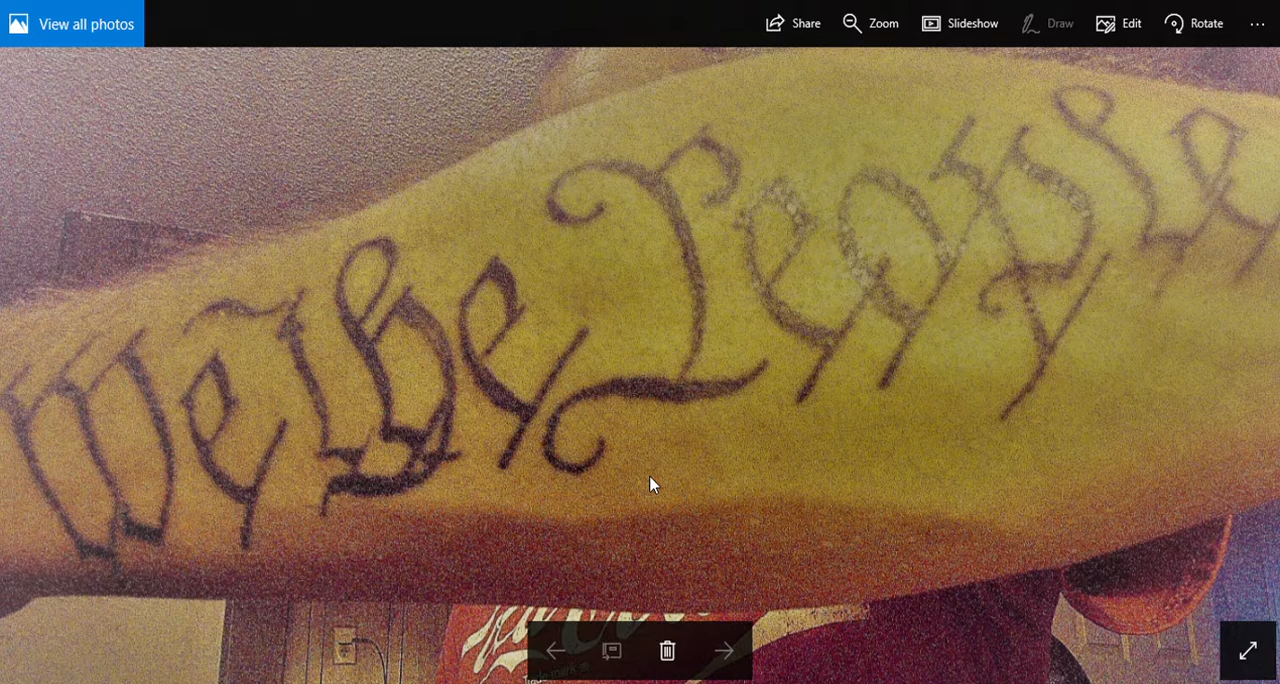 View all photos
Share
Zoom
Slideshow
Draw
Edit
Rotate
We the People